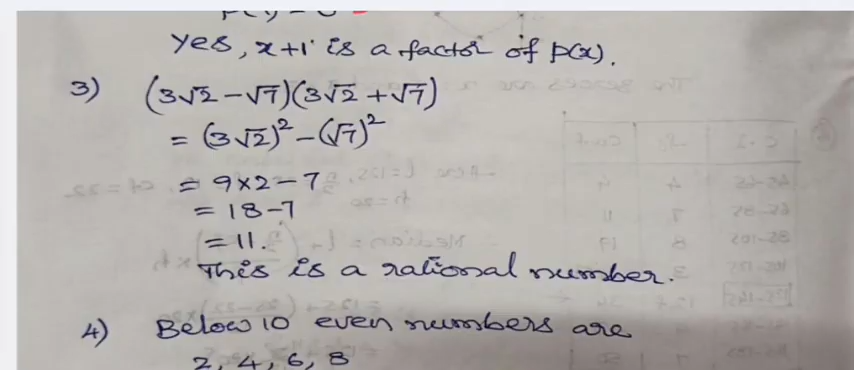 yes, x+1 is a factor of p(x).
3) (3√2-√7)(3√2+√7)
= (3√2)²-(√7)²
= 9×2-7
= 18-7
= 11.
This is a rational number.
4) Below 10 even numbers are
2, 4, 6, 8